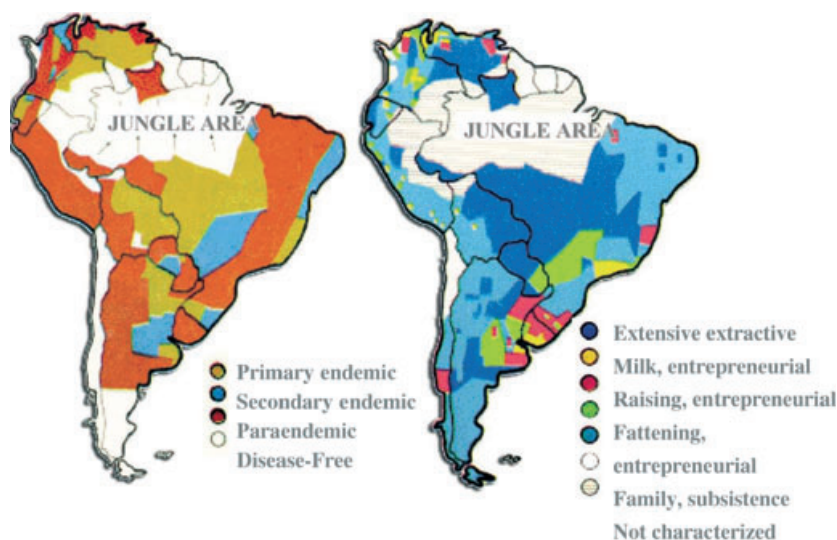 JUNGLE AREA
Primary endemic
Secondary endemic
Paraendemic
Disease-Free
JUNGLE AREA
Extensive extractive
Milk, entrepreneurial
Raising, entrepreneurial
Fattening,
entrepreneurial
Family, subsistence
Not characterized